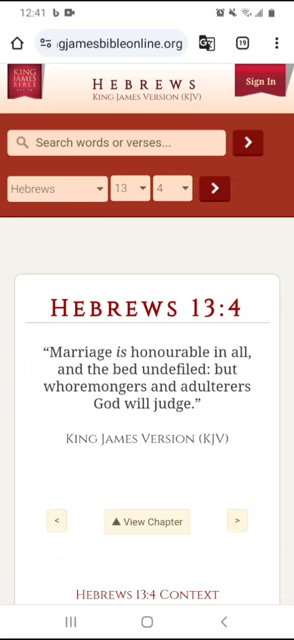 12:41 b
gjamesbibleonline.org
19
KING
JAMES
BIBLE
HEBREWS
KING JAMES VERSION (KJV)
Sign In
Search words or verses...
Hebrews 13 4
HEBREWS 13:4
“Marriage is honourable in all,
and the bed undefiled: but
whoremongers and adulterers
God will judge.”
KING JAMES VERSION (KJV)
< ▲ View Chapter >
HEBREWS 13:4 CONTEXT